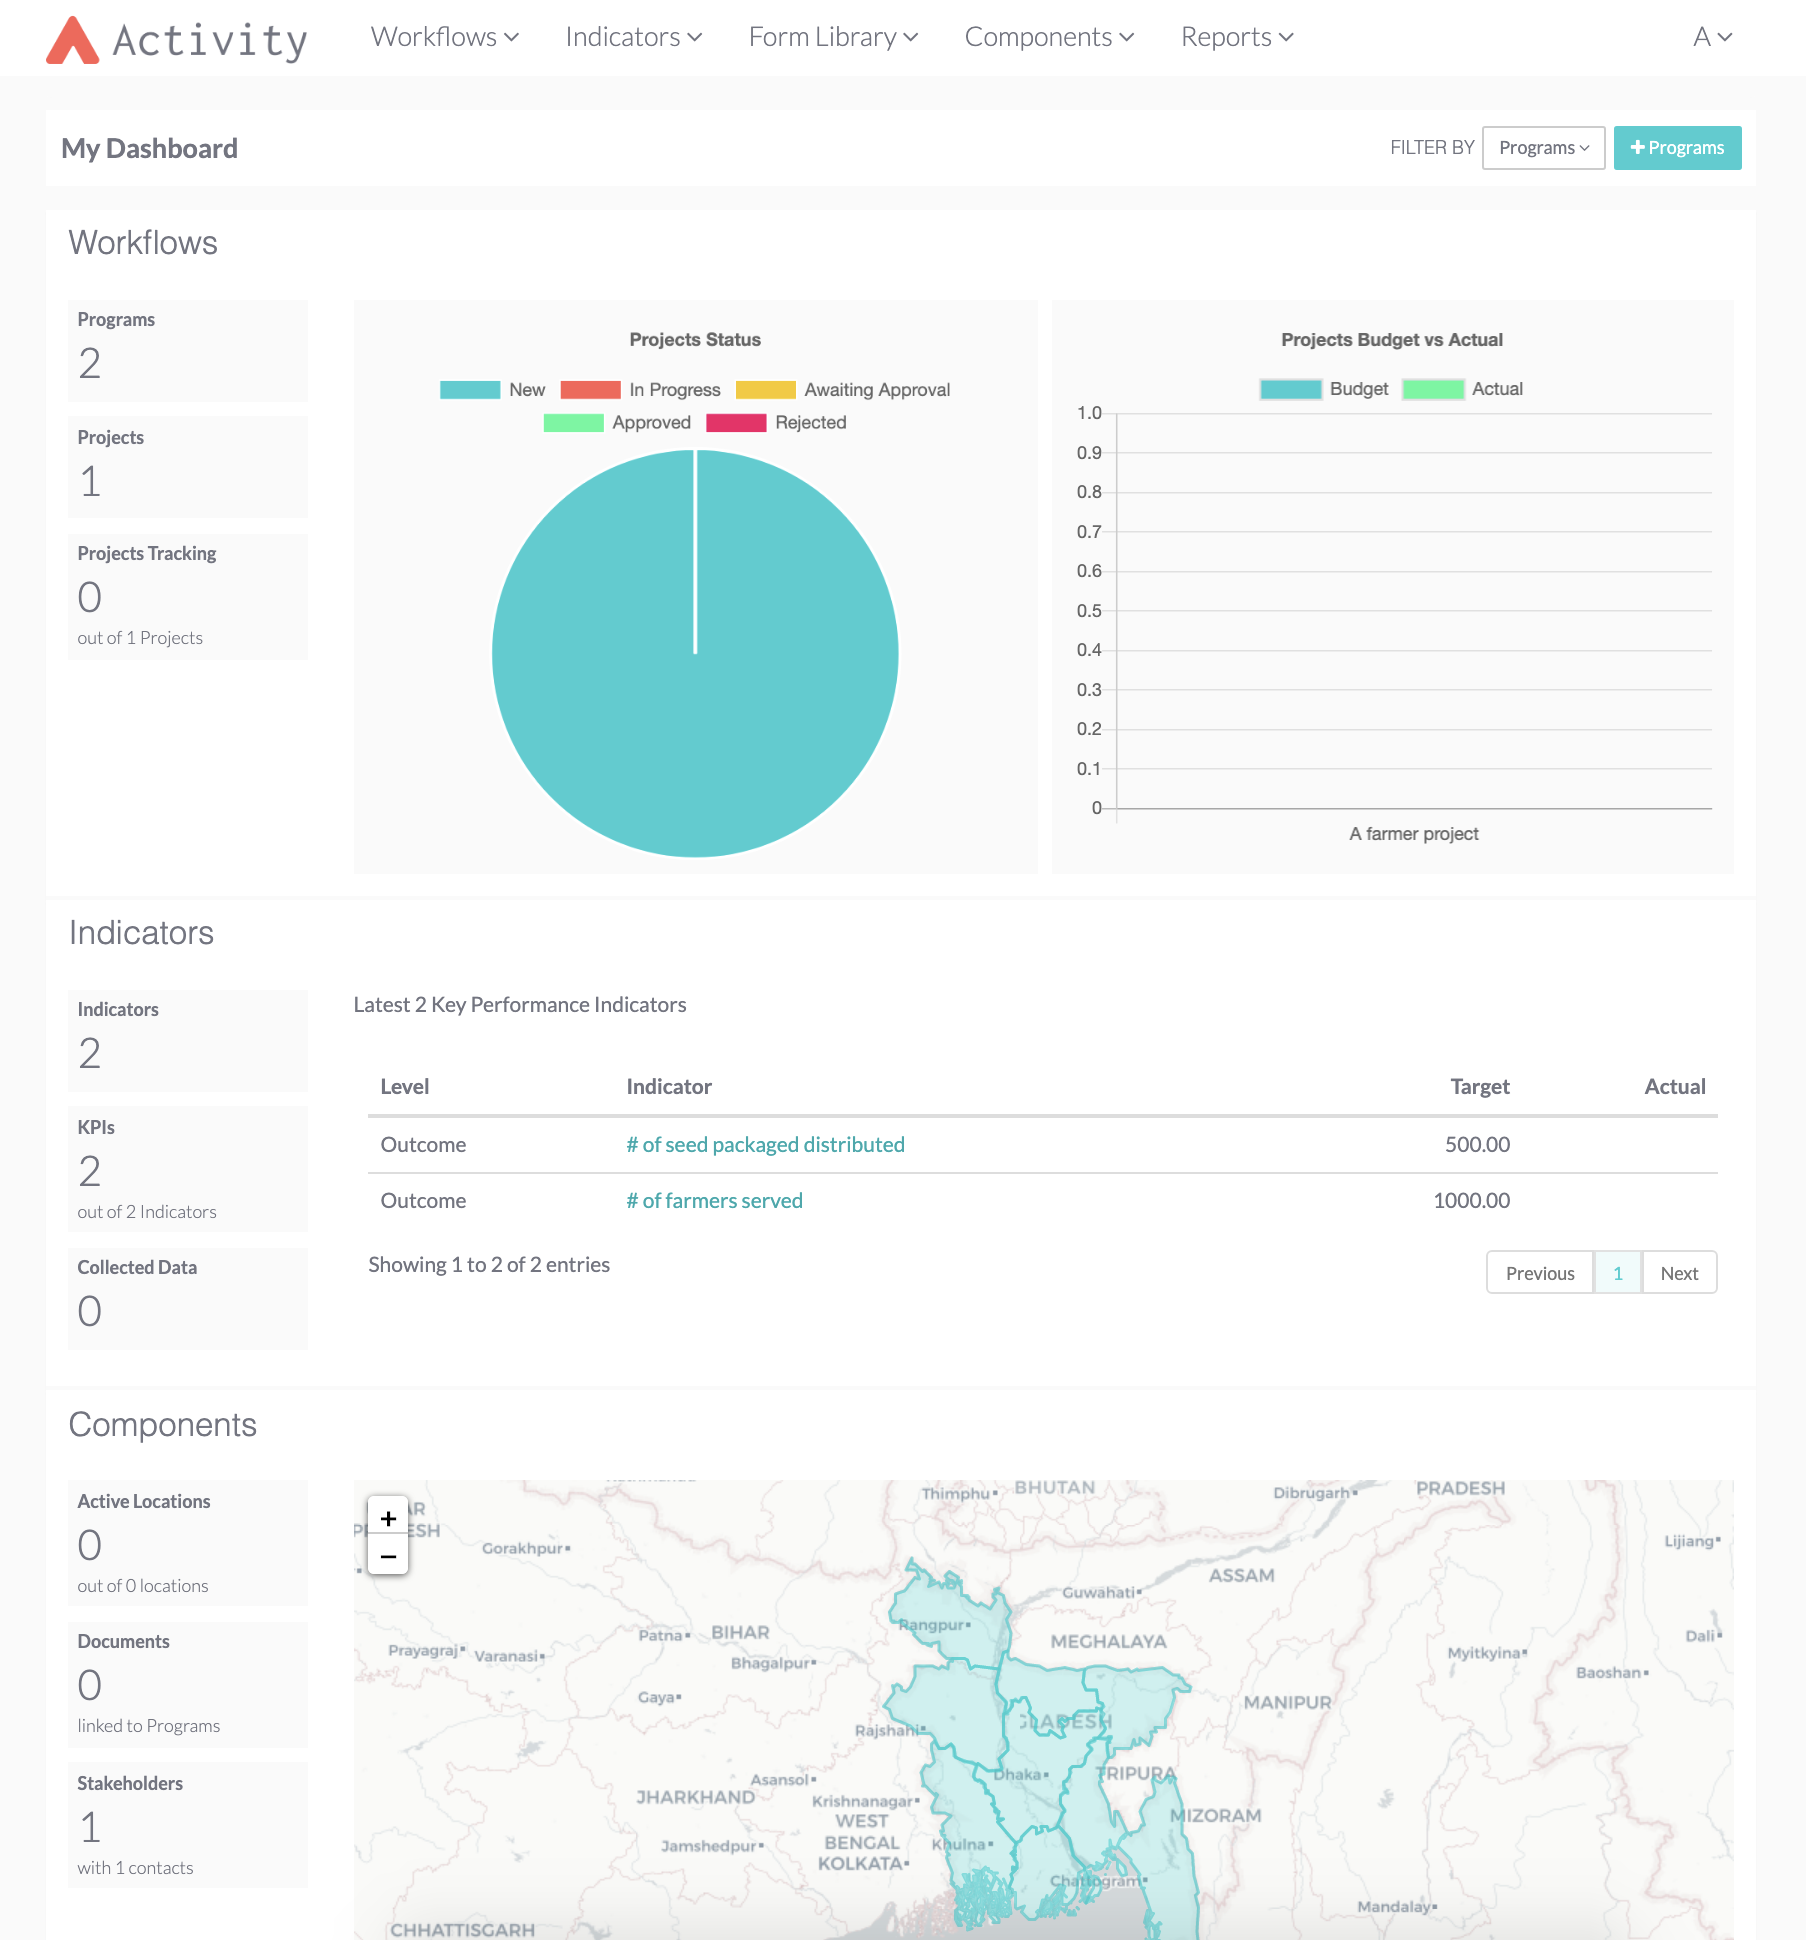 Activity Workflows Indicators Form Library Components Reports A
My Dashboard
FILTER BY Programs + Programs
Workflows
Programs
2
Projects
1
Projects Tracking
0
out of 1 Projects
Projects Status
New In Progress Awaiting Approval
Approved Rejected
Projects Budget vs Actual
Budget Actual
1.0
0.9
0.8
0.7
0.6
0.5
0.4
0.3
0.2
0.1
0
A farmer project
Indicators
Indicators
2
KPIs
2
out of 2 Indicators
Collected Data
0
Latest 2 Key Performance Indicators
Level Indicator Target Actual
Outcome # of seed packaged distributed 500.00
Outcome # of farmers served 1000.00
Showing 1 to 2 of 2 entries
Previous 1 Next
Components
Active Locations
0
out of 0 locations
Documents
0
linked to Programs
Stakeholders
1
with 1 contacts
+
−
Thimphu
BHUTAN
Dibrugarh
PRADESH
Gorakhpur
Lijiang
Guwahati
ASSAM
Rangpur
Patna
BIHAR
MEGHALAYA
Dali
Prayagraj
Varanasi
Bhagalpur
Myitkyina
Baoshan
Gaya
MANIPUR
Rajshahi
Dhaka
TRIPURA
Asansol
JHARKHAND
Krishnanagar
WEST
BENGAL
KOLKATA
MIZORAM
Jamshedpur
Khulna
Chattogram
Mandalay
CHHATTISGARH